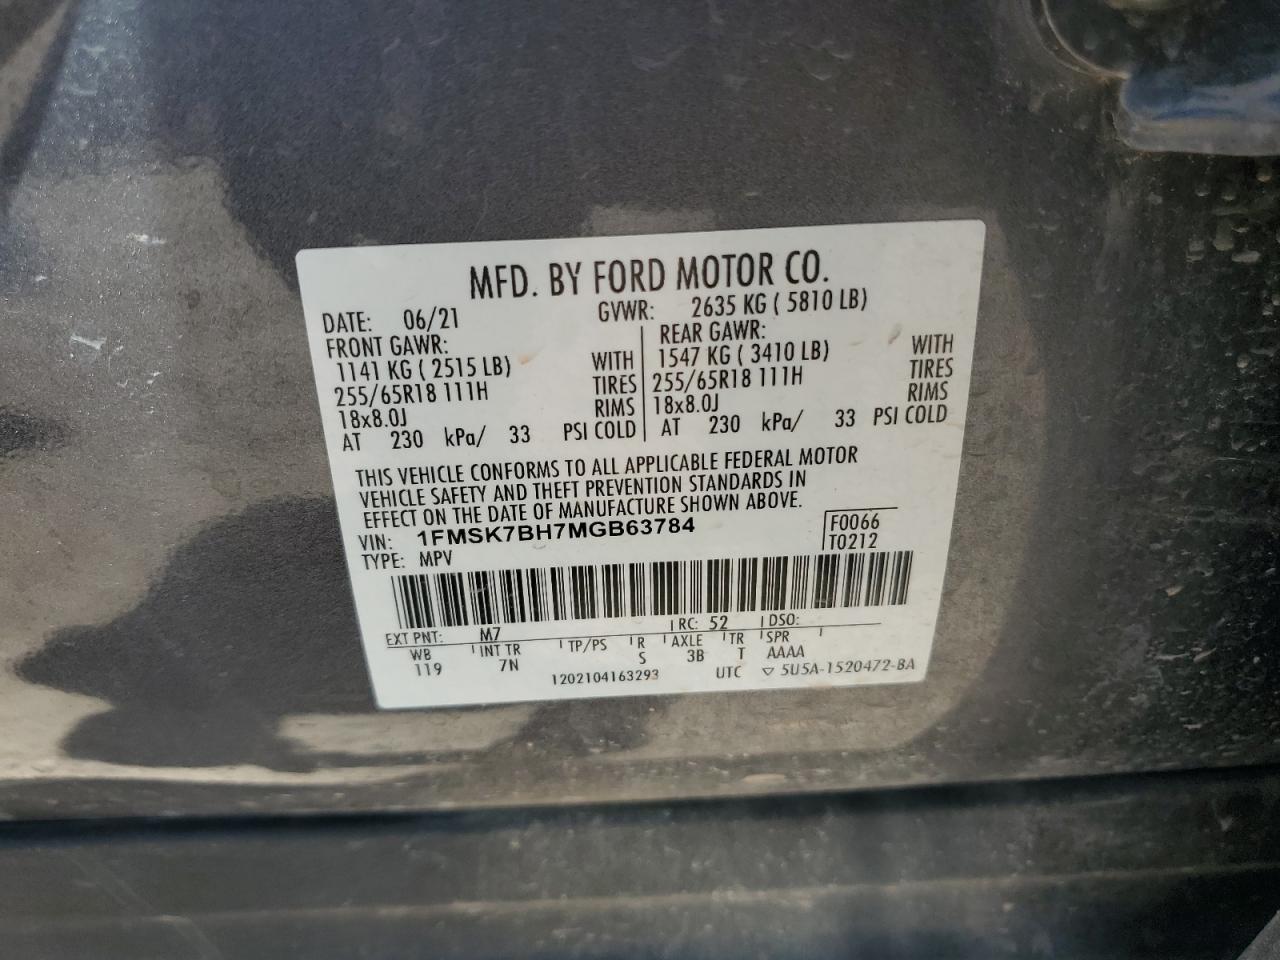 MFD. BY FORD MOTOR CO.
DATE: 06/21 GVWR: 2635 KG ( 5810 LB)
FRONT GAWR: REAR GAWR:
1141 KG ( 2515 LB) WITH 1547 KG ( 3410 LB) WITH
255/65R18 111H TIRES 255/65R18 111H TIRES
18x8.0J RIMS 18x8.0J RIMS
AT 230 kPa/ 33 PSI COLD AT 230 kPa/ 33 PSI COLD
THIS VEHICLE CONFORMS TO ALL APPLICABLE FEDERAL MOTOR
VEHICLE SAFETY AND THEFT PREVENTION STANDARDS IN
EFFECT ON THE DATE OF MANUFACTURE SHOWN ABOVE.
VIN: 1FMSK7BH7MGB63784 F0066
TYPE: MPV T0212
EXT PNT: M7 RC: 52 DSO:
WB INT TR TP/PS R AXLE TR SPR
119 7N S 3B T AAAA
1202104163293 UTC ▽ 5U5A-1520472-BA